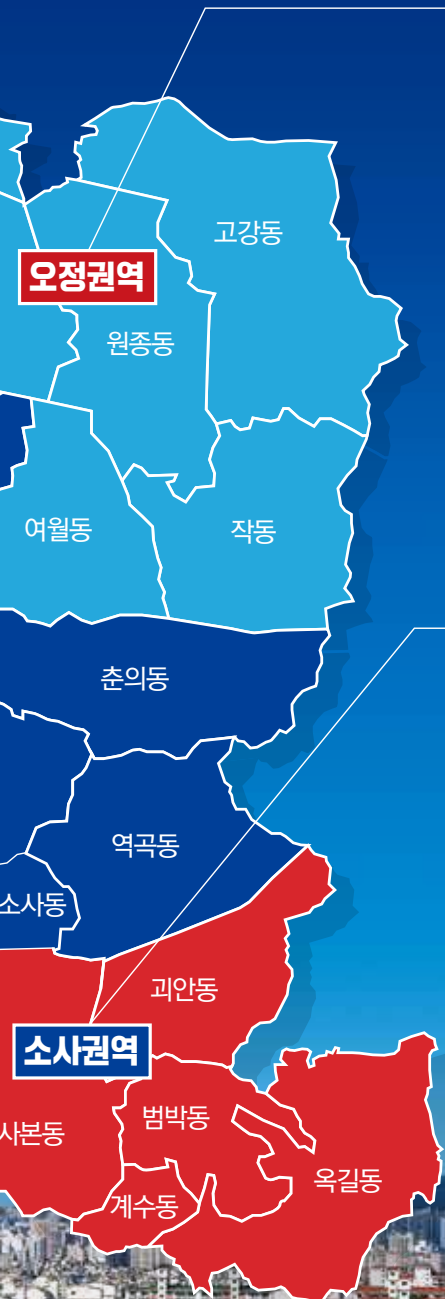 고강동
오정권역
원종동
여월동
작동
춘의동
역곡동
소사동
괴안동
소사권역
사본동
범박동
옥길동
계수동